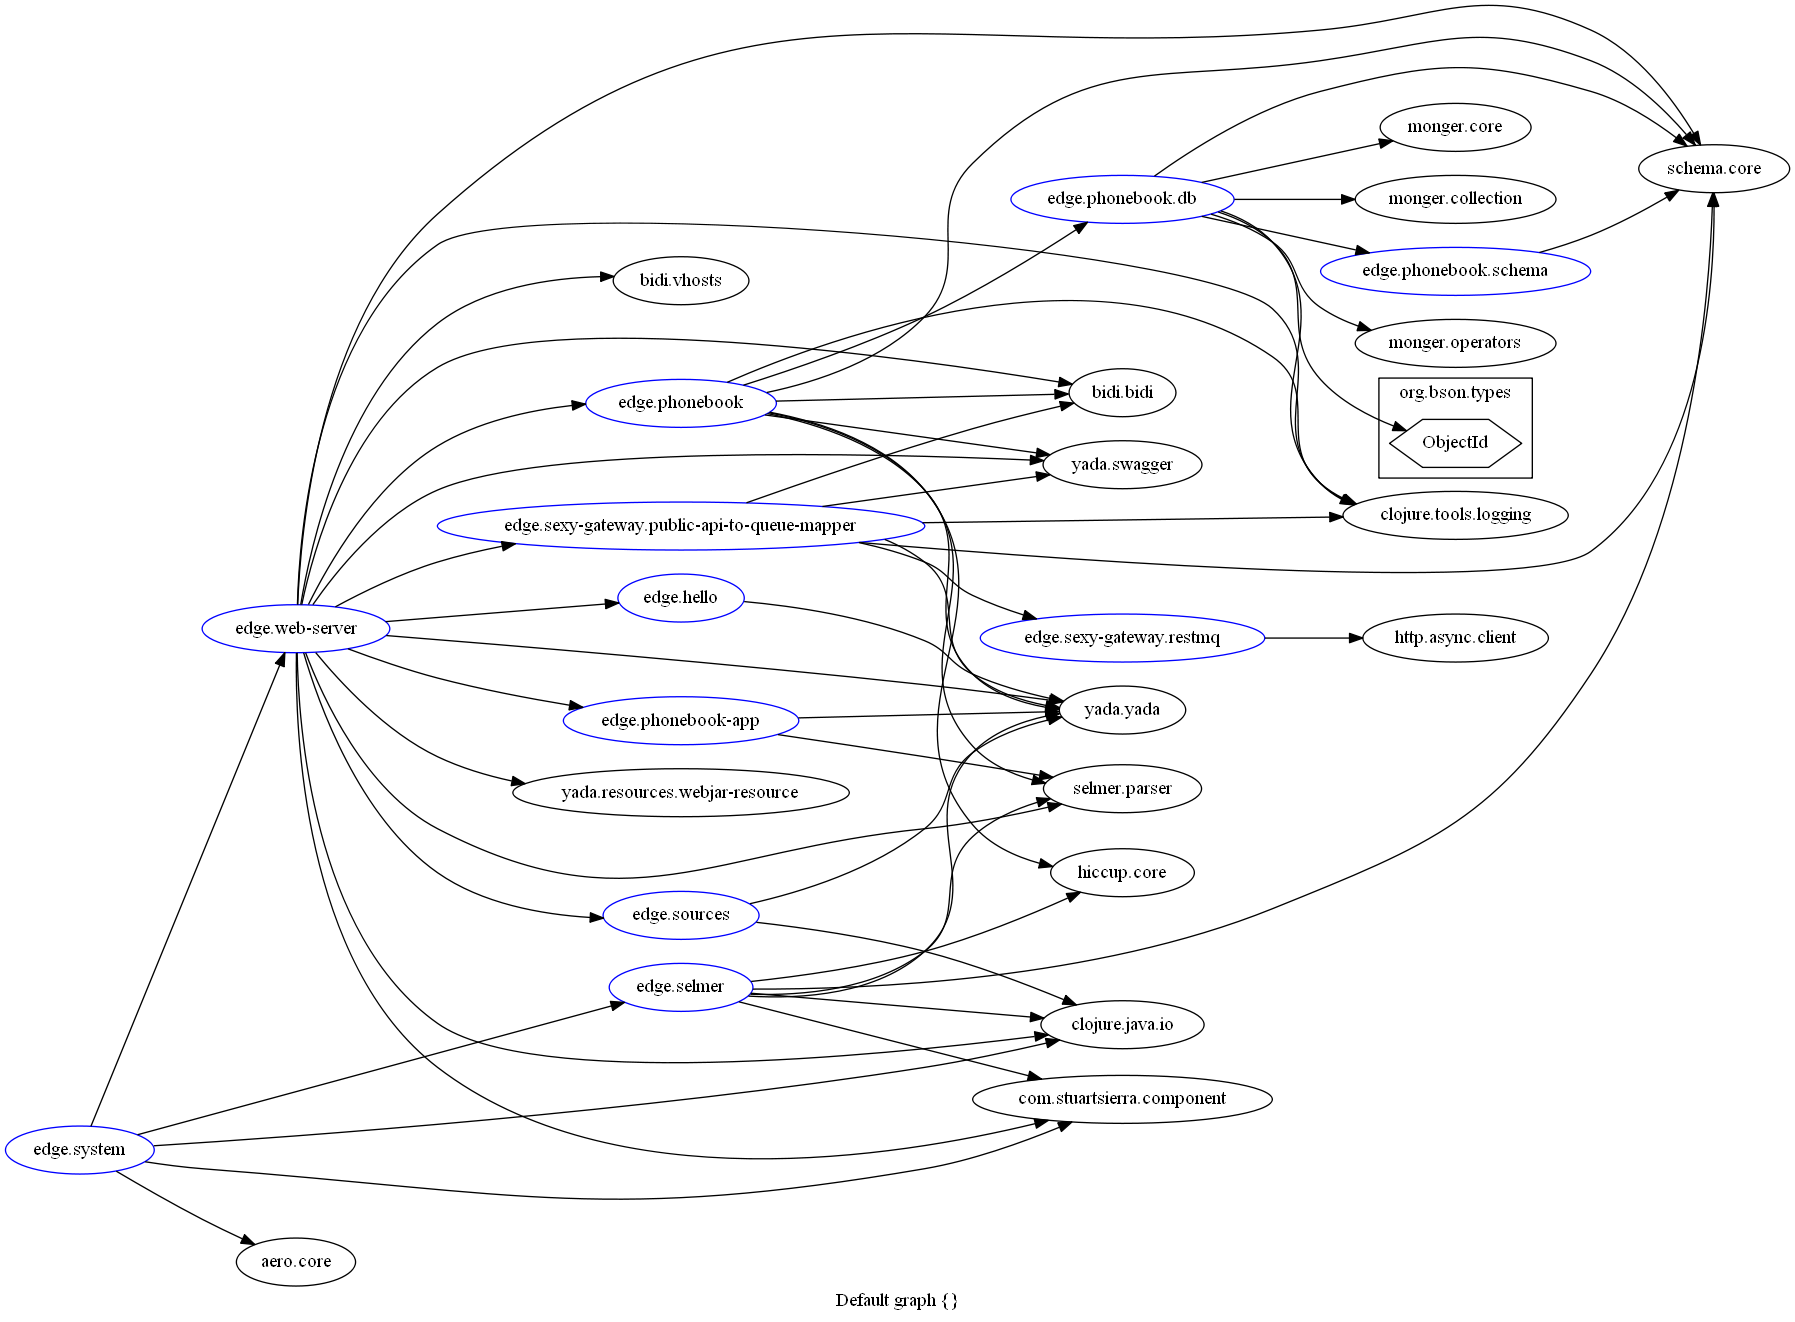 monger.core
schema.core
edge.phonebook.db
monger.collection
edge.phonebook.schema
bidi.vhosts
monger.operators
org.bson.types
bidi.bidi
edge.phonebook
ObjectId
yada.swagger
clojure.tools.logging
edge.sexy-gateway.public-api-to-queue-mapper
edge.hello
edge.web-server
edge.sexy-gateway.restmq
http.async.client
yada.yada
edge.phonebook-app
selmer.parser
yada.resources.webjar-resource
hiccup.core
edge.sources
edge.selmer
clojure.java.io
com.stuartsierra.component
edge.system
aero.core
Default graph {}